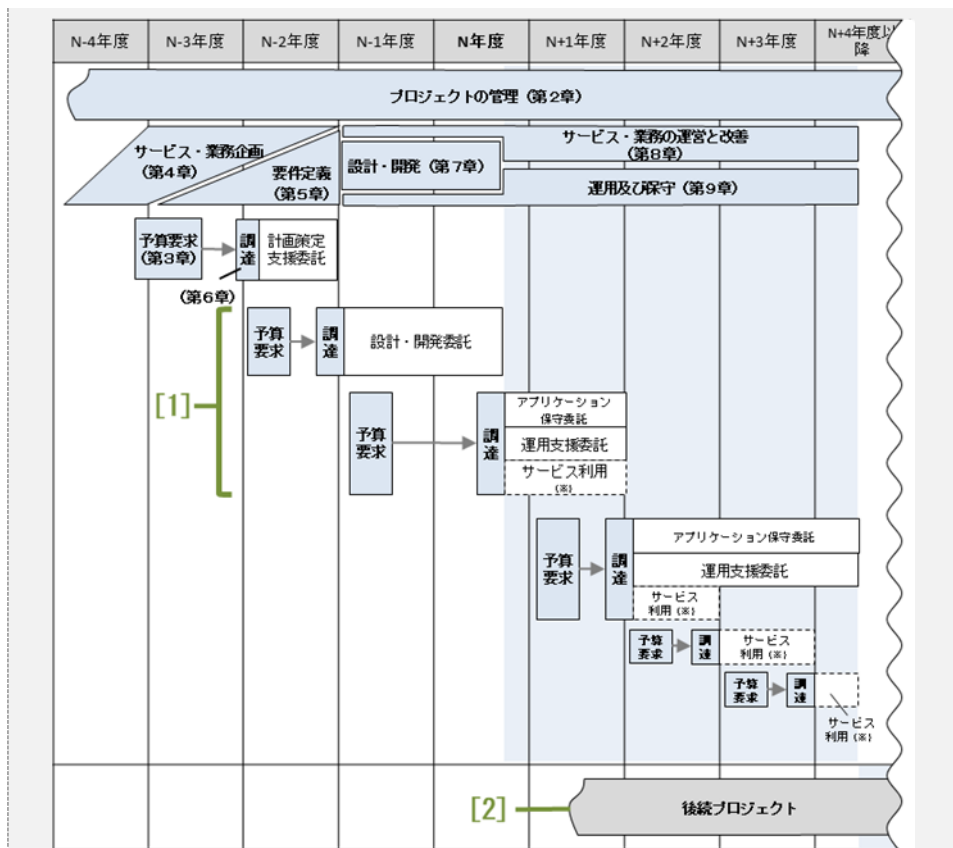 N-4年度
N-3年度
N-2年度
N-1年度
N年度
N+1年度
N+2年度
N+3年度
N+4年度以
降
プロジェクトの管理（第2章）
サービス・業務企画
（第4章）
要件定義
（第5章）
設計・開発（第7章）
サービス・業務の運営と改善
（第8章）
運用及び保守（第9章）
予算要求
（第3章）
調
達
計画策定
支援委託
（第6章）
[1]
予算
要求
調
達
設計・開発委託
予算
要求
調
達
アプリケーション
保守委託
運用支援委託
サービス利用
（※）
予算
要求
調
達
アプリケーション保守委託
運用支援委託
サービス
利用（※）
予算
要求
調
達
サービス
利用（※）
予算
要求
調
達
サービス
利用（※）
[2]
後続プロジェクト